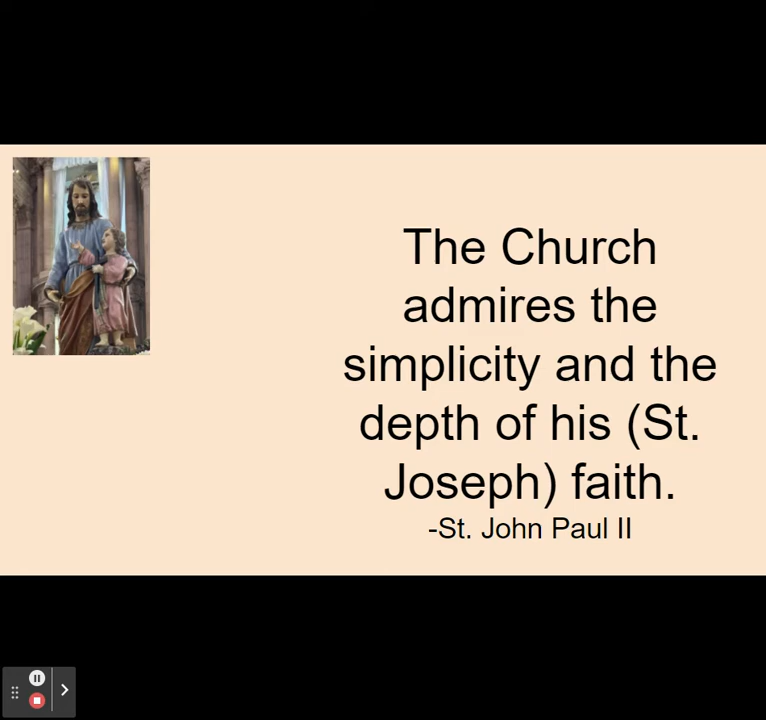 The Church
admires the
simplicity and the
depth of his (St.
Joseph) faith.
-St. John Paul II